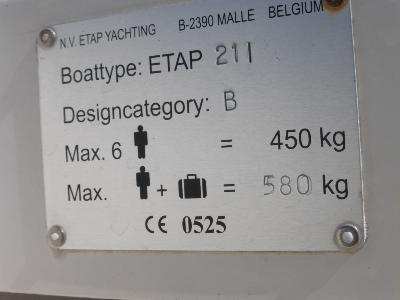 N.V. ETAP YACHTING B-2390 MALLE BELGIUM
Boattype: ETAP 21I
Designcategory: B
Max. 6 = 450 kg
Max. + = 580 kg
CE 0525